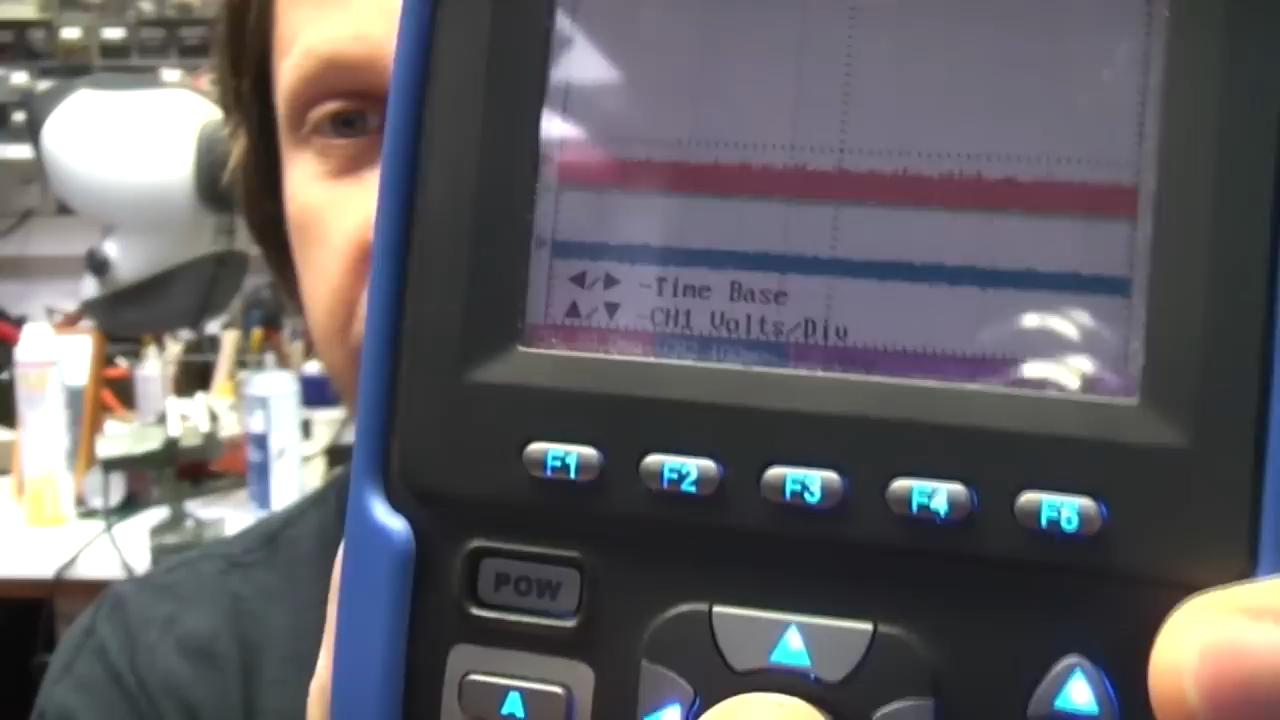 ◀/▶ -Time Base
▲/▼ -CH1 Volts/Div
F1 F2 F3 F4 F5
POW
A